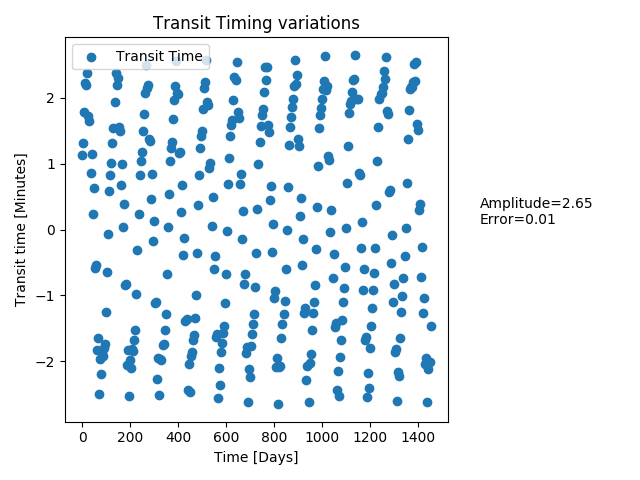 Transit Timing variations
Transit Time
Transit time [Minutes]
2
1
0
−1
−2
0 200 400 600 800 1000 1200 1400
Time [Days]
Amplitude=2.65
Error=0.01